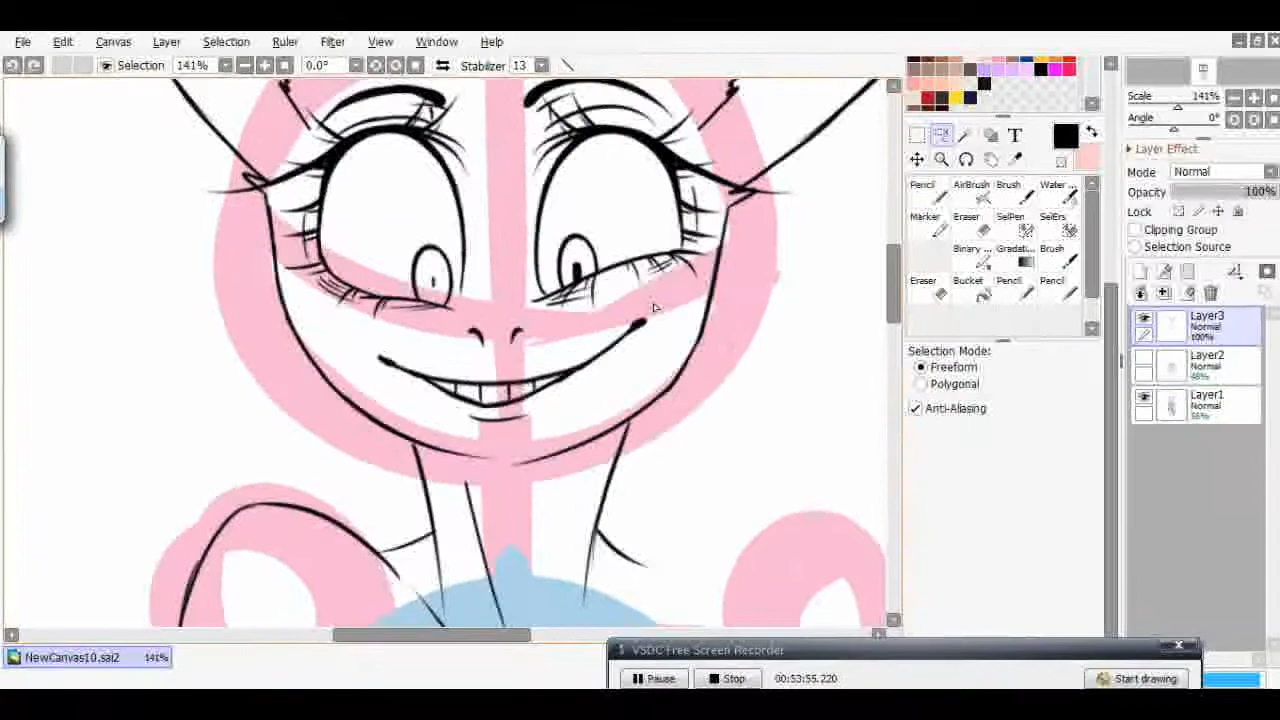 File Edit Canvas Layer Selection Ruler Filter View Window Help
Selection 141% 0.0° Stabilizer 13
Scale 141%
Angle 0°
T
Layer Effect
Mode Normal
Opacity 100%
Lock
Clipping Group
Selection Source
Pencil AirBrush Brush Water ...
Marker Eraser SelPen SelErs
Binary ... Gradati... Brush
Eraser Bucket Pencil Pencil
Selection Mode:
Freeform
Polygonal
Anti-Aliasing
Layer3
Normal
100%
Layer2
Normal
Layer1
Normal
NewCanvas10.sai2 141%
VSDC Free Screen Recorder
Pause Stop 00:53:55.220 Start drawing